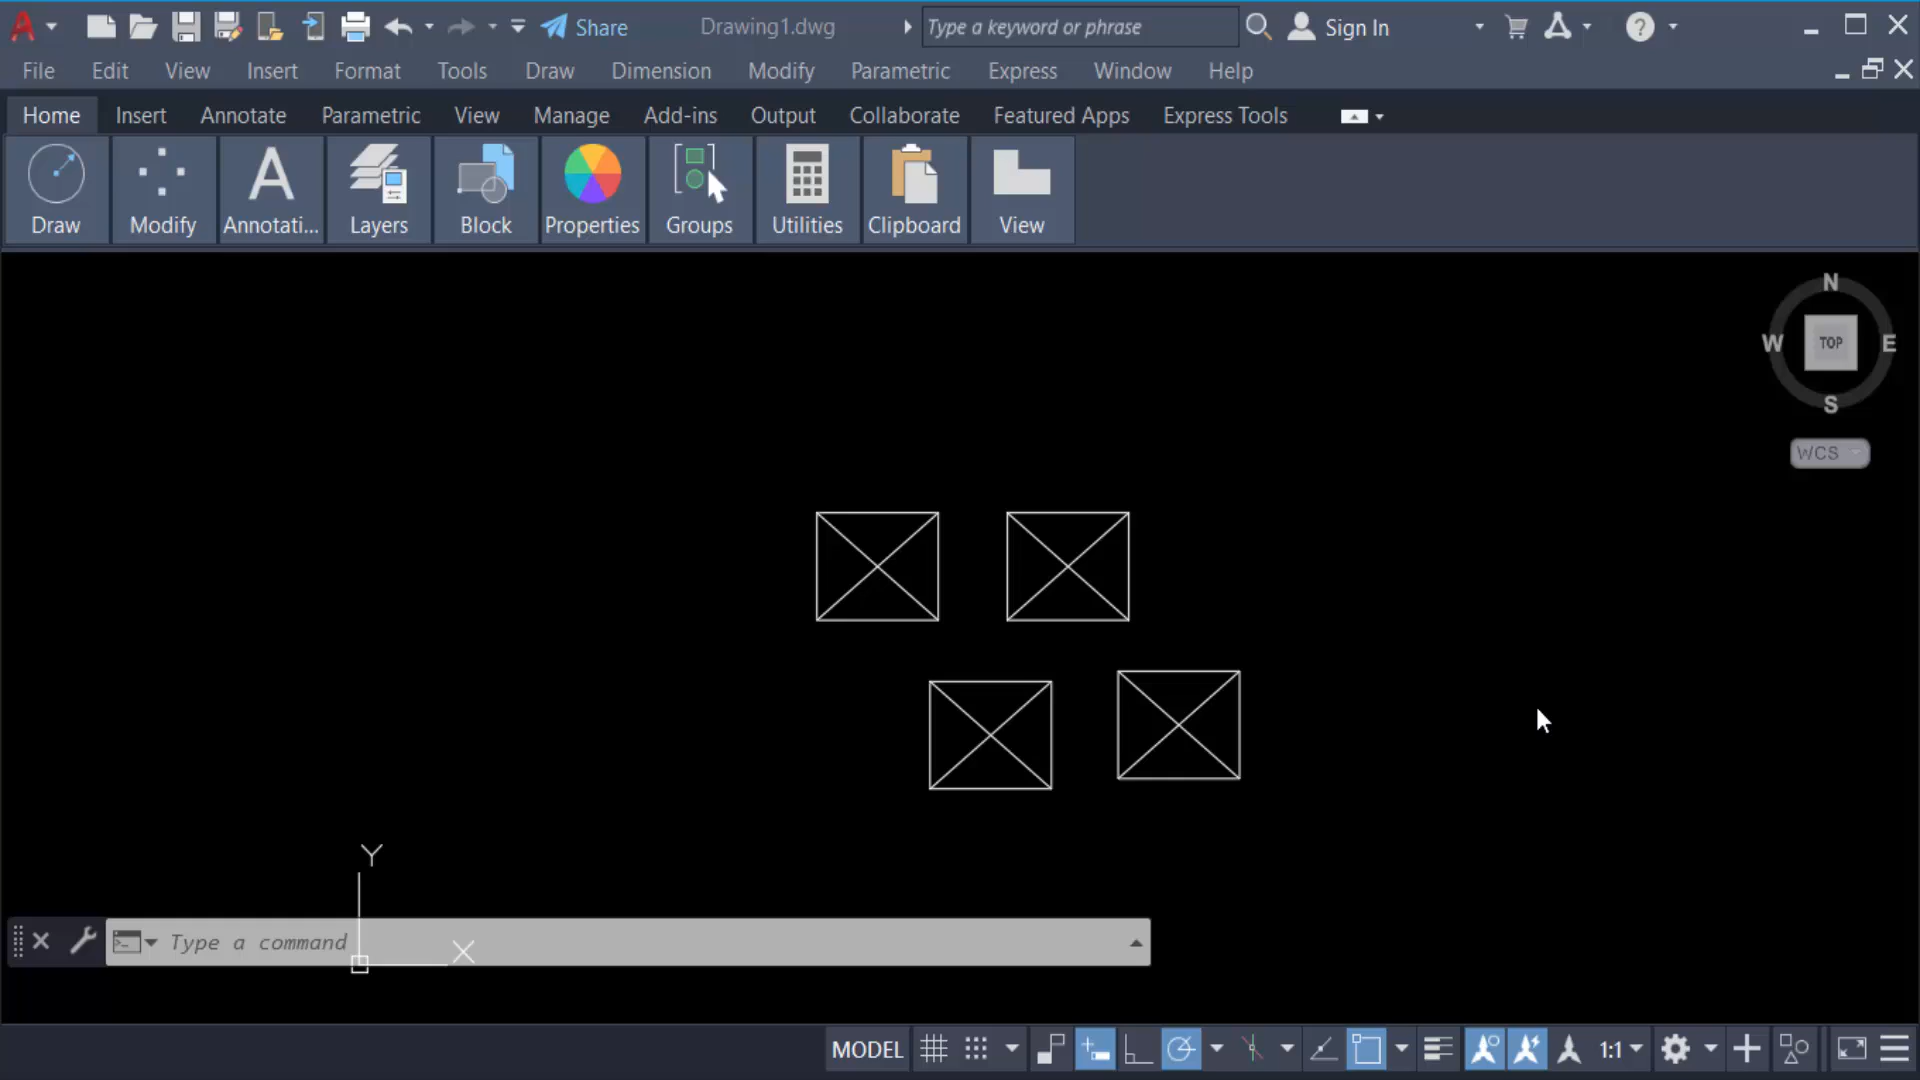 Share Drawing1.dwg Type a keyword or phrase Sign In
File Edit View Insert Format Tools Draw Dimension Modify Parametric Express Window Help
Home Insert Annotate Parametric View Manage Add-ins Output Collaborate Featured Apps Express Tools
Draw Modify Annotati... Layers Block Properties Groups Utilities Clipboard View
N
W TOP E
S
WCS
Y
Type a command
X
MODEL 1:1